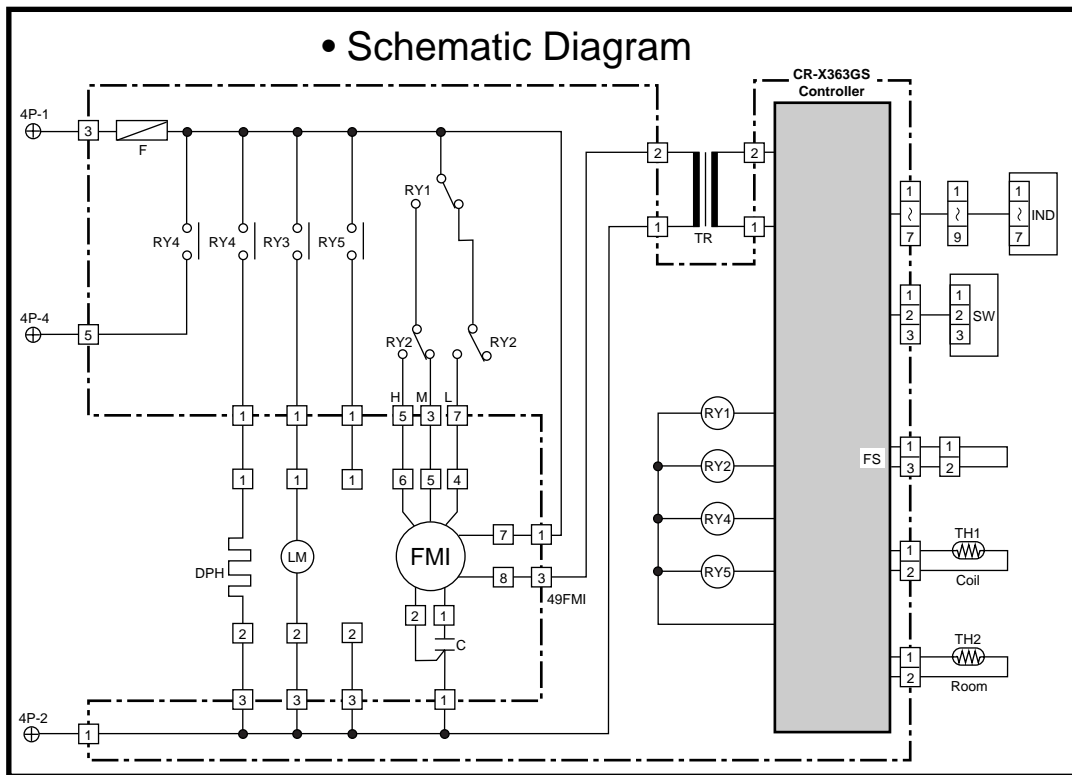 • Schematic Diagram
CR-X363GS
Controller
4P-1
3
F
2
2
1
1
1
~
~
~
IND
7
9
7
RY1
1
1
TR
RY4
RY4
RY3
RY5
1
1
2
2
SW
3
3
4P-4
5
RY2
RY2
H
M
L
1
1
1
5
3
7
RY1
1
1
FS
3
2
1
1
1
6
5
4
RY2
RY4
7
1
FMI
LM
DPH
8
3
49FMI
TH1
1
2
Coil
RY5
2
1
C
2
2
2
TH2
1
2
Room
3
3
3
1
4P-2
1